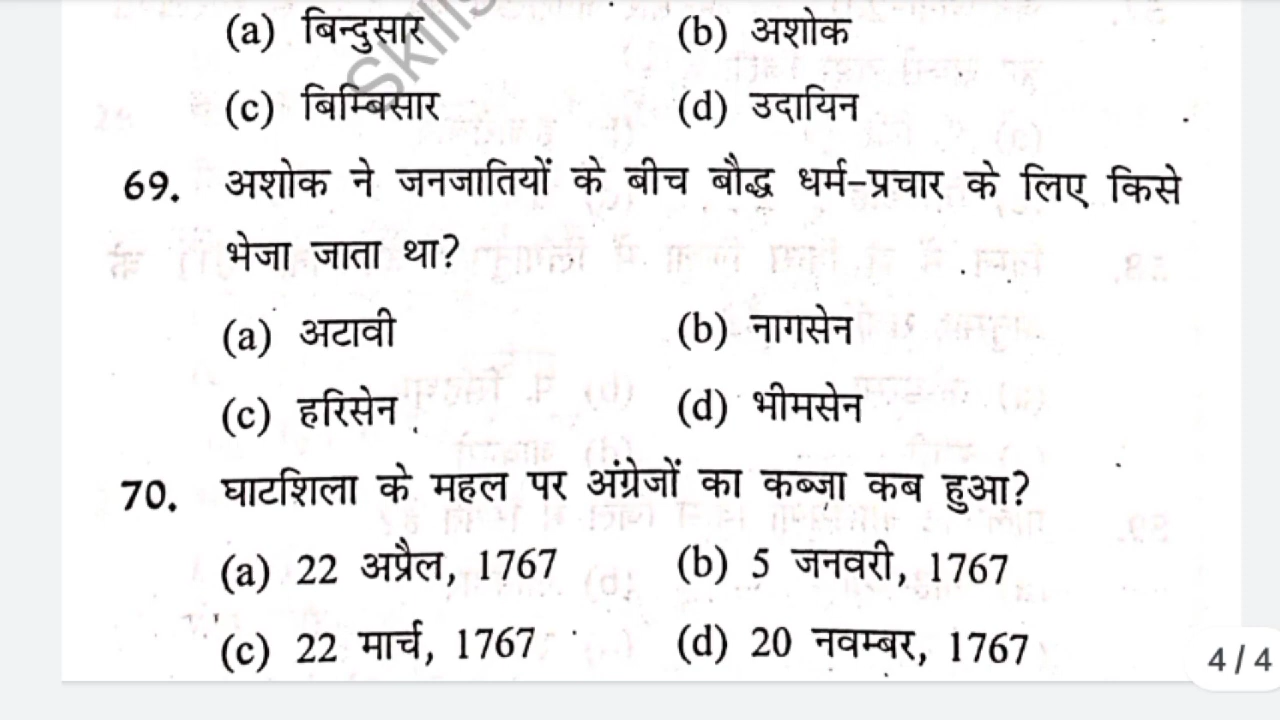 (a) बिन्दुसार (b) अशोक
(c) बिम्बिसार (d) उदायिन
69. अशोक ने जनजातियों के बीच बौद्ध धर्म-प्रचार के लिए किसे
भेजा जाता था?
(a) अटावी (b) नागसेन
(c) हरिसेन (d) भीमसेन
70. घाटशिला के महल पर अंग्रेजों का कब्जा कब हुआ?
(a) 22 अप्रैल, 1767 (b) 5 जनवरी, 1767
(c) 22 मार्च, 1767 (d) 20 नवम्बर, 1767
4/4